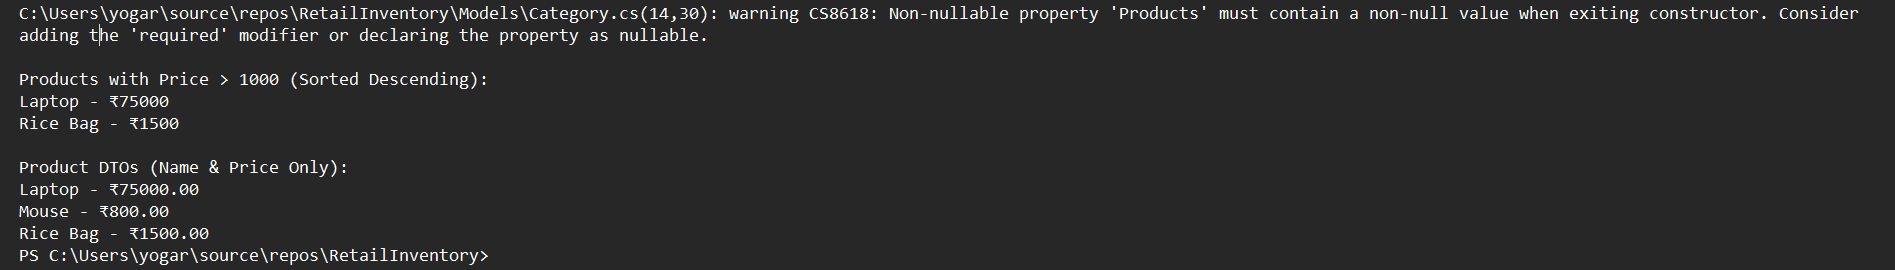 C:\Users\yogar\source\repos\RetailInventory\Models\Category.cs(14,30): warning CS8618: Non-nullable property 'Products' must contain a non-null value when exiting constructor. Consider
adding the 'required' modifier or declaring the property as nullable.
Products with Price > 1000 (Sorted Descending):
Laptop - ₹75000
Rice Bag - ₹1500
Product DTOs (Name & Price Only):
Laptop - ₹75000.00
Mouse - ₹800.00
Rice Bag - ₹1500.00
PS C:\Users\yogar\source\repos\RetailInventory>